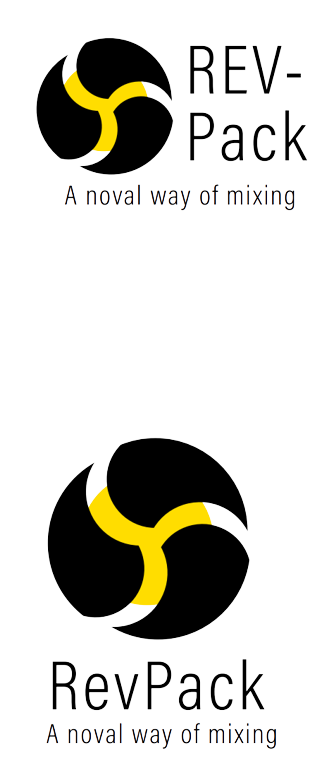 REV-
Pack
A noval way of mixing
RevPack
A noval way of mixing